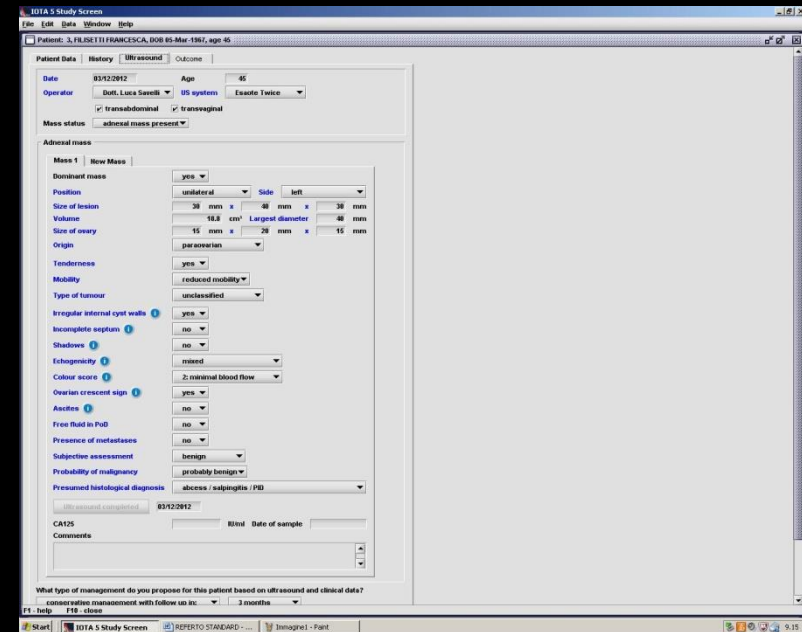 IOTA 5 Study Screen
File Edit Data Window Help
Patient: 3, FILISETTI FRANCESCA, DOB 05-Mar-1967, age 45
Patient Data History Ultrasound Outcome
Date 03/12/2012 Age 45
Operator Dott. Luca Savelli US system Esaote Twice
transabdominal transvaginal
Mass status adnexal mass present
Adnexal mass
Mass 1 New Mass
Dominant mass yes
Position unilateral Side left
Size of lesion 30 mm x 40 mm x 30 mm
Volume 18.8 cm³ Largest diameter 40 mm
Size of ovary 15 mm x 20 mm x 15 mm
Origin paraovarian
Tenderness yes
Mobility reduced mobility
Type of tumour unclassified
Irregular internal cyst walls i yes
Incomplete septum i no
Shadows i no
Echogenicity i mixed
Colour score i 2: minimal blood flow
Ovarian crescent sign i yes
Ascites i no
Free fluid in PoD no
Presence of metastases no
Subjective assessment benign
Probability of malignancy probably benign
Presumed histological diagnosis abcess / salpingitis / PID
Ultrasound completed 03/12/2012
CA125 IU/ml Date of sample
Comments
What type of management do you propose for this patient based on ultrasound and clinical data?
conservative management with follow up in: 3 months
F1 - help F10 - close
Start IOTA 5 Study Screen REFERTO STANDARD - ... Immagine1 - Paint 9.15